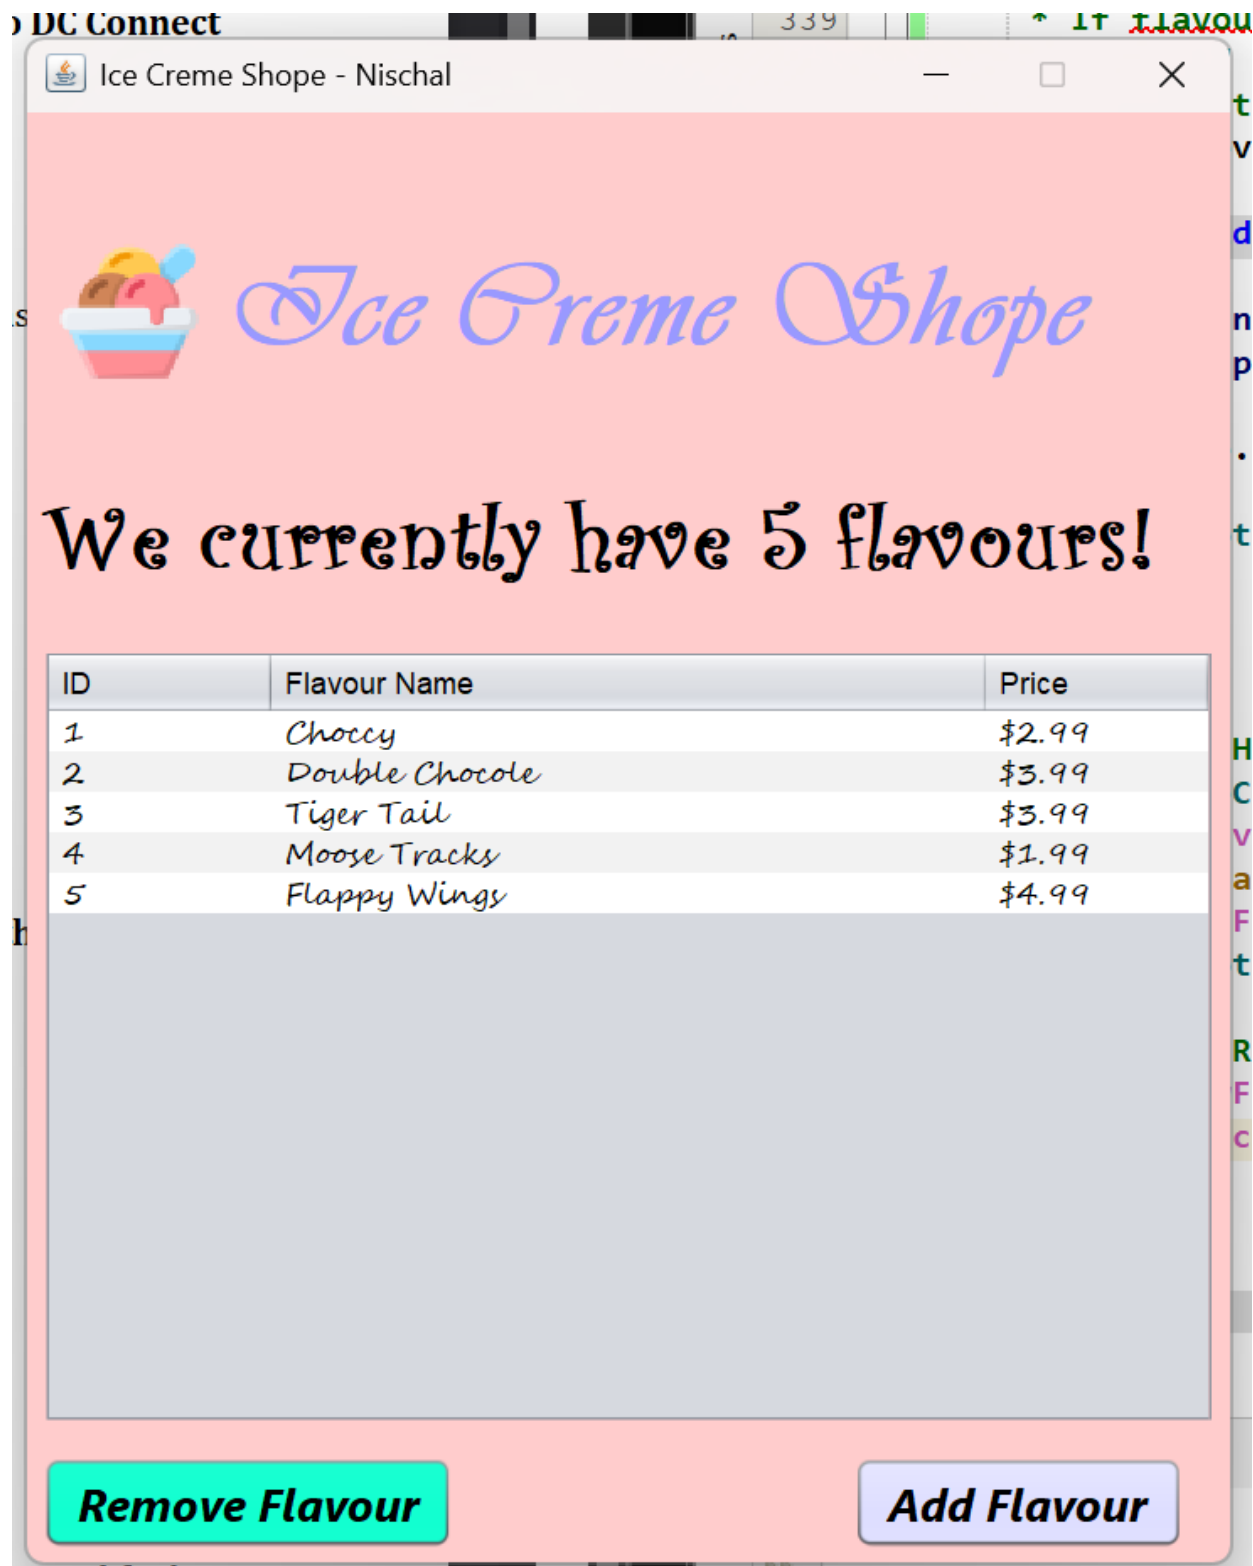 DC Connect
339
* If flavou
Ice Creme Shope - Nischal
Ice Creme Shope
We currently have 5 flavours!
ID Flavour Name Price
1 Choccy $2.99
2 Double Chocole $3.99
3 Tiger Tail $3.99
4 Moose Tracks $1.99
5 Flappy Wings $4.99
Remove Flavour Add Flavour